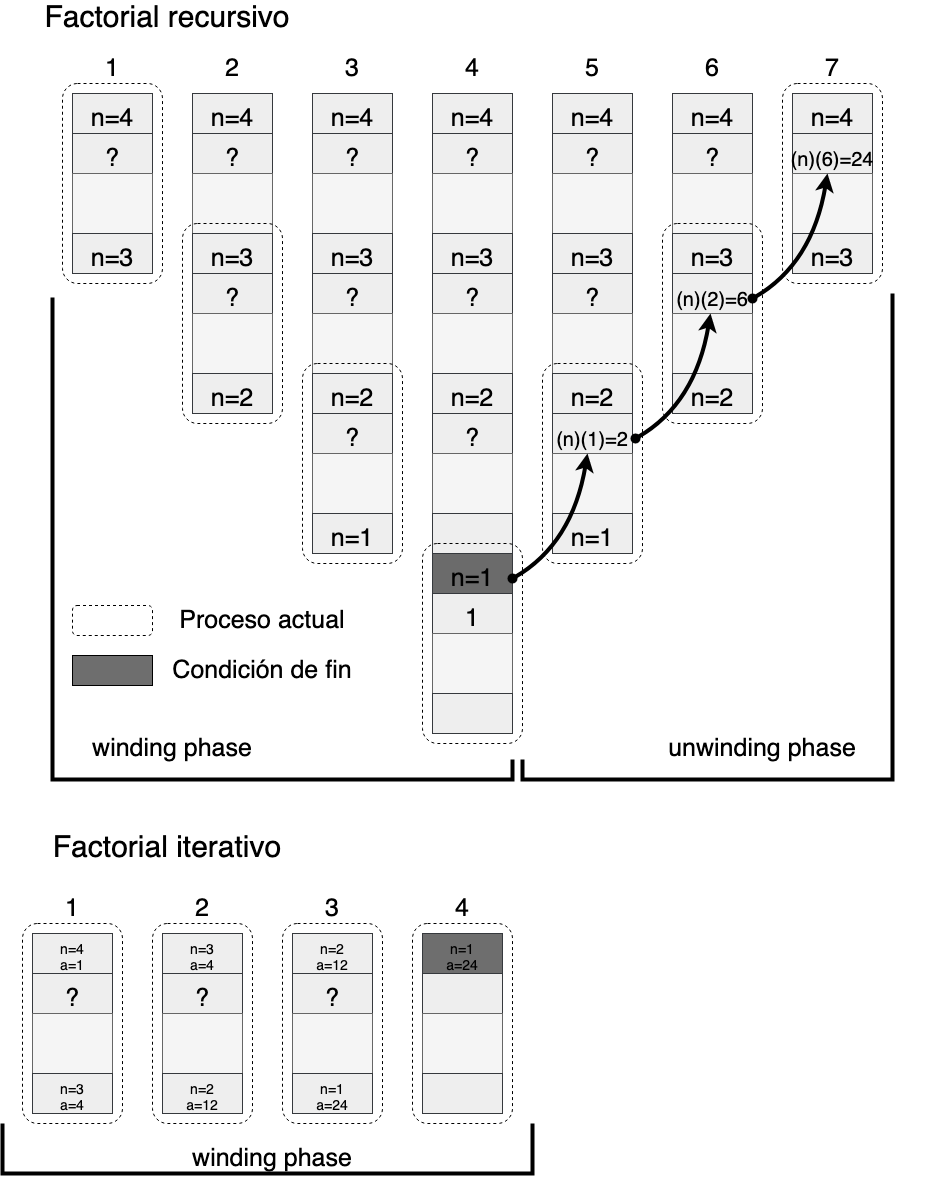 Factorial recursivo
1 2 3 4 5 6 7
n=4 n=4 n=4 n=4 n=4 n=4 n=4
? ? ? ? ? ? (n)(6)=24
n=3 n=3 n=3 n=3 n=3 n=3 n=3
? ? ? ? (n)(2)=6
n=2 n=2 n=2 n=2 n=2
? ? (n)(1)=2
n=1 n=1
n=1
1
Proceso actual
Condición de fin
winding phase unwinding phase
Factorial iterativo
1 2 3 4
n=4 n=3 n=2 n=1
a=1 a=4 a=12 a=24
? ? ?
n=3 n=2 n=1
a=4 a=12 a=24
winding phase